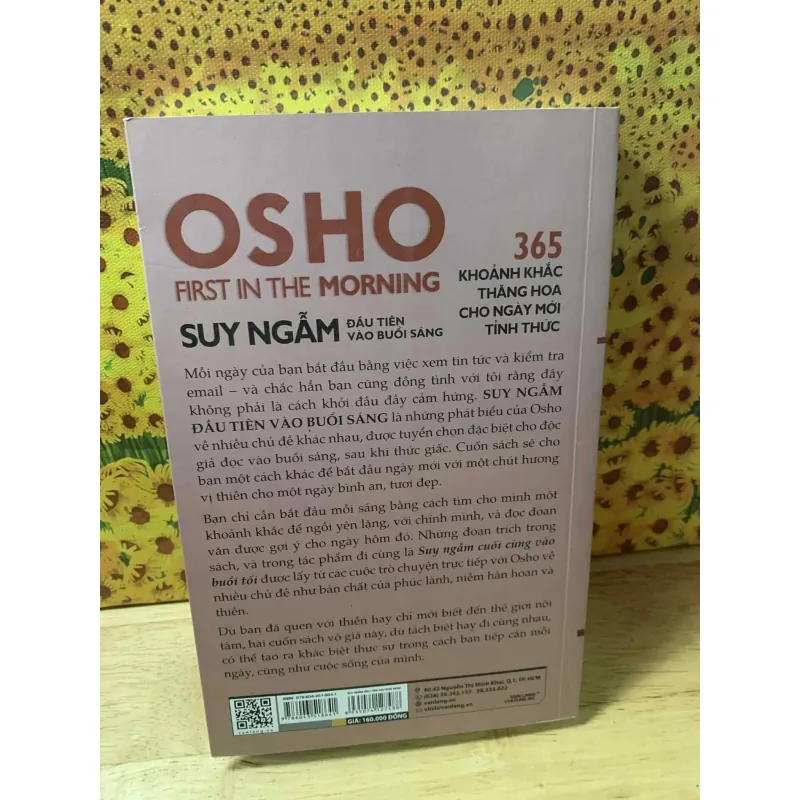 OSHO
FIRST IN THE MORNING
SUY NGẪM ĐẦU TIÊN
VÀO BUỔI SÁNG
365
KHOẢNH KHẮC
THĂNG HOA
CHO NGÀY MỚI
TỈNH THỨC
Mỗi ngày của bạn bắt đầu bằng việc xem tin tức và kiểm tra
email – và chắc hẳn bạn cũng đồng tình với tôi rằng đây
không phải là cách khởi đầu đầy cảm hứng. SUY NGẪM
ĐẦU TIÊN VÀO BUỔI SÁNG là những phát biểu của Osho
về nhiều chủ đề khác nhau, được tuyển chọn đặc biệt cho độc
giả đọc vào buổi sáng, sau khi thức giấc. Cuốn sách sẽ cho
bạn một cách khác để bắt đầu ngày mới với một chút hương
vị thiền cho một ngày bình an, tươi đẹp.
Bạn chỉ cần bắt đầu mỗi sáng bằng cách tìm cho mình một
khoảnh khắc để ngồi yên lặng, với chính mình, và đọc đoạn
văn được gợi ý cho ngày hôm đó. Những đoạn trích trong
sách, và trong tác phẩm đi cùng là Suy ngẫm cuối cùng vào
buổi tối được lấy từ các cuộc trò chuyện trực tiếp với Osho về
nhiều chủ đề như bản chất của phúc lành, niềm hân hoan và
thiền.
Dù bạn đã quen với thiền hay chỉ mới biết đến thế giới nội
tâm, hai cuốn sách vô giá này, dù tách biệt hay đi cùng nhau,
có thể tạo ra khác biệt thực sự trong cách bạn tiếp cận mỗi
ngày, cũng như cuộc sống của mình.
GIÁ: 160.000 ĐỒNG
40-42 Nguyễn Thị Minh Khai, Q.1, TP. HCM
vanlang.vn